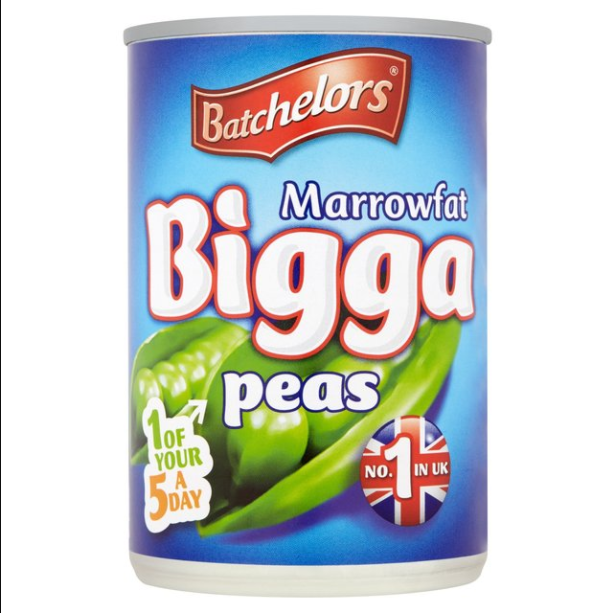 Batchelors®
Marrowfat
Bigga
peas
1 OF
YOUR
5 A
DAY
NO. 1 IN UK